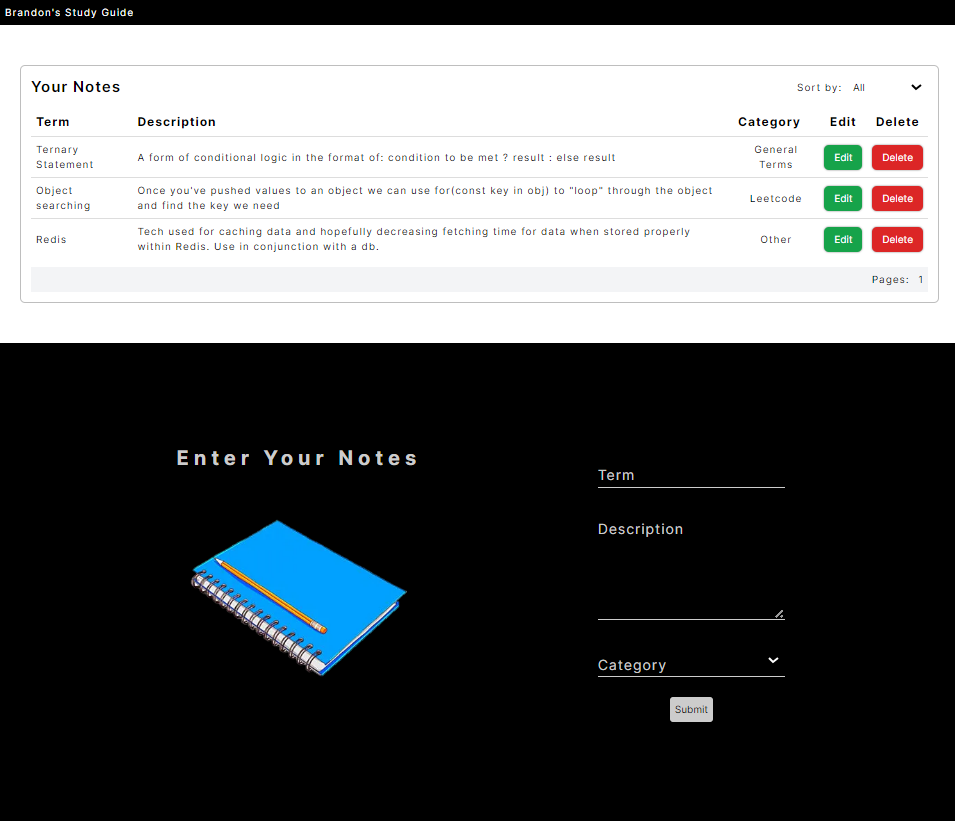 Brandon's Study Guide
Your Notes
Sort by: All
Term Description Category Edit Delete
Ternary
Statement
A form of conditional logic in the format of: condition to be met ? result : else result
General
Terms
Edit Delete
Object
searching
Once you've pushed values to an object we can use for(const key in obj) to "loop" through the object
and find the key we need
Leetcode
Edit Delete
Redis
Tech used for caching data and hopefully decreasing fetching time for data when stored properly
within Redis. Use in conjunction with a db.
Other
Edit Delete
Pages: 1
Enter Your Notes
Term
Description
Category
Submit